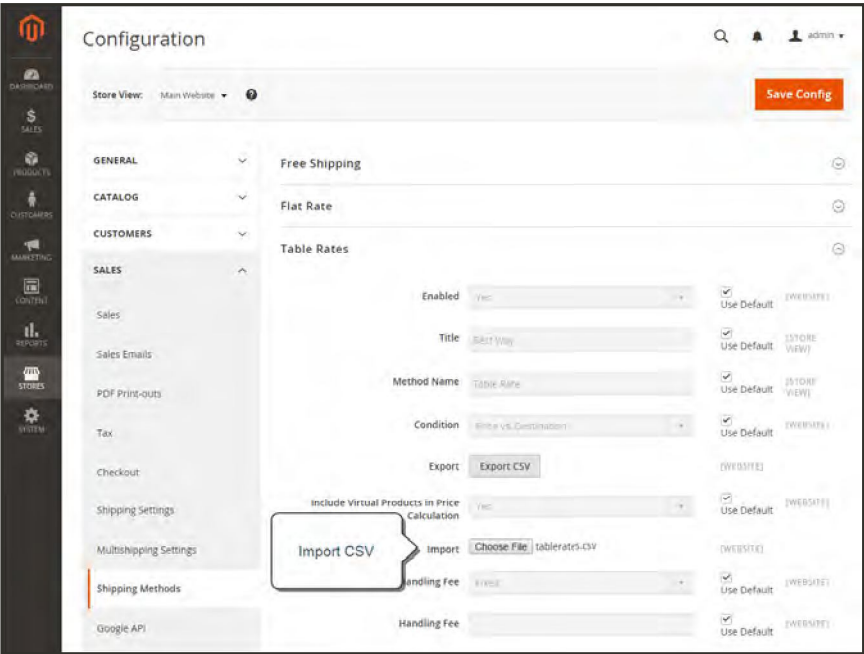 Configuration
admin
DASHBOARD
Store View: Main Website
Save Config
SALES
PRODUCTS
CUSTOMERS
MARKETING
CONTENT
REPORTS
STORES
SYSTEM
GENERAL
CATALOG
CUSTOMERS
SALES
Sales
Sales Emails
PDF Print-outs
Tax
Checkout
Shipping Settings
Multishipping Settings
Shipping Methods
Google API
Free Shipping
Flat Rate
Table Rates
Enabled Yes Use Default [WEBSITE]
Title Best Way Use Default [STORE
VIEW]
Method Name Table Rate Use Default [STORE
VIEW]
Condition Price vs. Destination Use Default [WEBSITE]
Export Export CSV [WEBSITE]
Include Virtual Products in Price
Calculation Yes Use Default [WEBSITE]
Import CSV
Import Choose File tablerates.csv [WEBSITE]
Handling Fee Fixed Use Default [WEBSITE]
Handling Fee Use Default [WEBSITE]